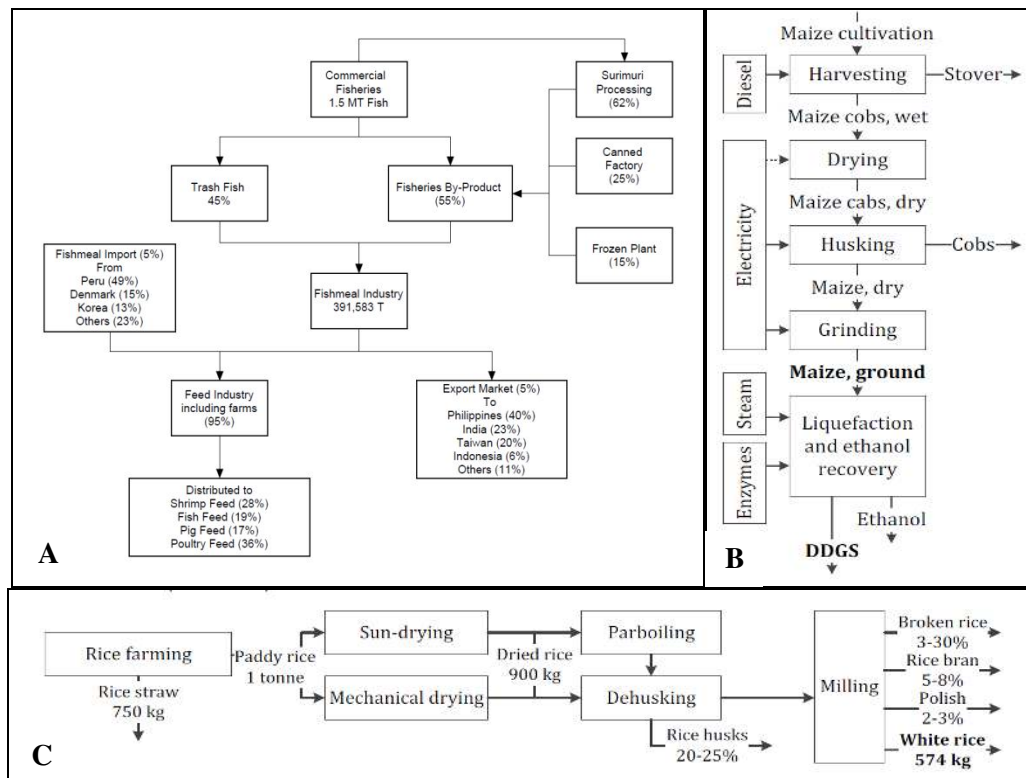 Commercial
Fisheries
1.5 MT Fish
Surimuri
Processing
(62%)
Canned
Factory
(25%)
Trash Fish
45%
Fisheries By-Product
(55%)
Frozen Plant
(15%)
Fishmeal Import (5%)
From
Peru (49%)
Denmark (15%)
Korea (13%)
Others (23%)
Fishmeal Industry
391,583 T
Feed Industry
including farms
(95%)
Export Market (5%)
To
Philippines (40%)
India (23%)
Taiwan (20%)
Indonesia (6%)
Others (11%)
Distributed to
Shrimp Feed (28%)
Fish Feed (19%)
Pig Feed (17%)
Poultry Feed (36%)
A
Maize cultivation
Diesel
Harvesting
Stover
Maize cobs, wet
Electricity
Drying
Maize cabs, dry
Husking
Cobs
Maize, dry
Grinding
Maize, ground
Steam
Enzymes
Liquefaction
and ethanol
recovery
Ethanol
DDGS
B
Rice farming
Rice straw
750 kg
Paddy rice
1 tonne
Sun-drying
Mechanical drying
Dried rice
900 kg
Parboiling
Dehusking
Rice husks
20-25%
Milling
Broken rice
3-30%
Rice bran
5-8%
Polish
2-3%
White rice
574 kg
C